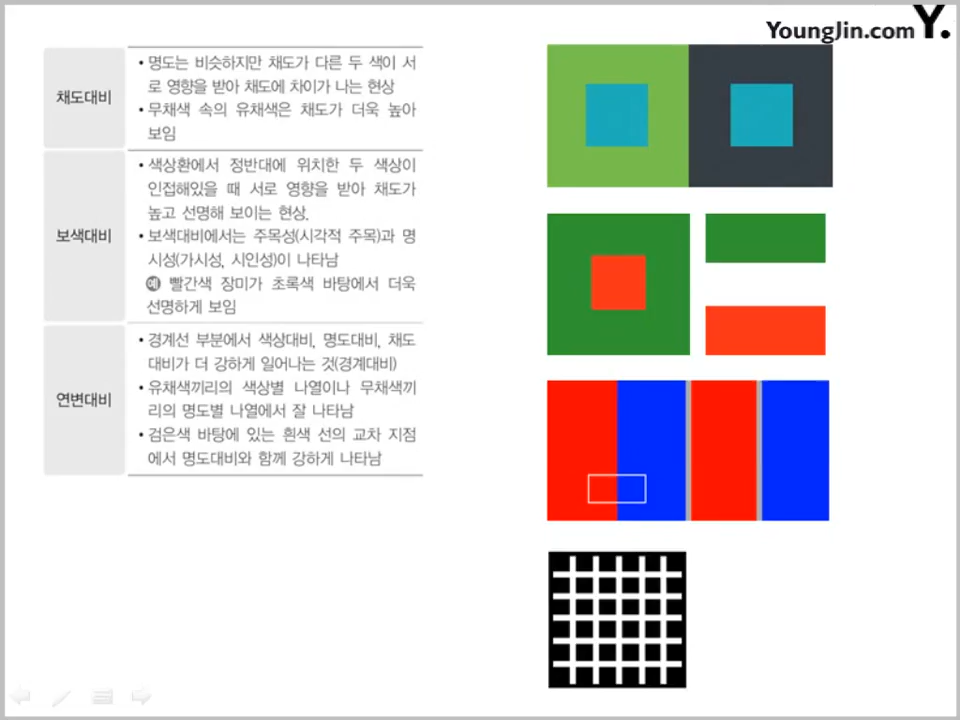 YoungJin.com Y.
채도대비
• 명도는 비슷하지만 채도가 다른 두 색이 서
로 영향을 받아 채도에 차이가 나는 현상
• 무채색 속의 유채색은 채도가 더욱 높아
보임
보색대비
• 색상환에서 정반대에 위치한 두 색상이
인접해있을 때 서로 영향을 받아 채도가
높고 선명해 보이는 현상.
• 보색대비에서는 주목성(시각적 주목)과 명
시성(가시성, 시인성)이 나타남
예 빨간색 장미가 초록색 바탕에서 더욱
선명하게 보임
연변대비
• 경계선 부분에서 색상대비, 명도대비, 채도
대비가 더 강하게 일어나는 것(경계대비)
• 유채색끼리의 색상별 나열이나 무채색끼
리의 명도별 나열에서 잘 나타남
• 검은색 바탕에 있는 흰색 선의 교차 지점
에서 명도대비와 함께 강하게 나타남